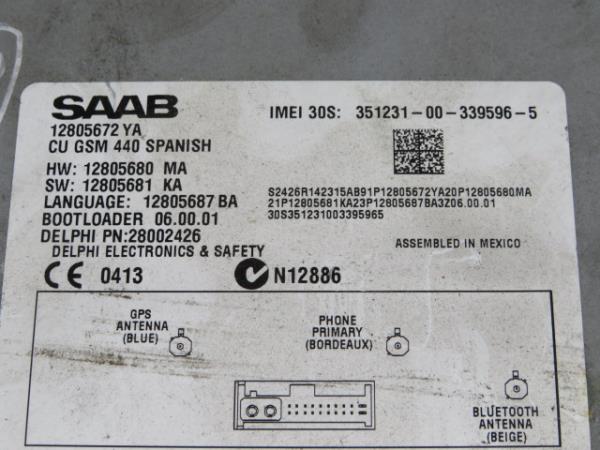 SAAB
IMEI 30S: 351231-00-339596-5
12805672 YA
CU GSM 440 SPANISH
HW: 12805680 MA
SW: 12805681 KA
LANGUAGE: 12805687 BA
BOOTLOADER 06.00.01
DELPHI PN:28002426
DELPHI ELECTRONICS & SAFETY
S2426R142315AB91P12805672YA20P12805680MA
21P12805681KA23P12805687BA3Z06.00.01
30S351231003395965
ASSEMBLED IN MEXICO
CE 0413
N12886
GPS
ANTENNA
(BLUE)
PHONE
PRIMARY
(BORDEAUX)
BLUETOOTH
ANTENNA
(BEIGE)